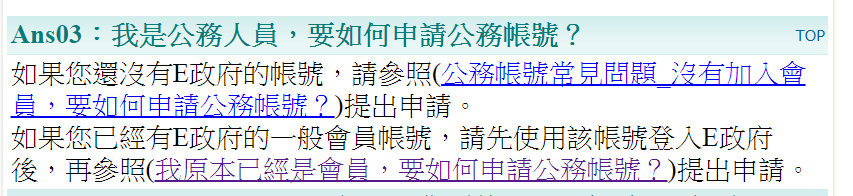 Ans03：我是公務人員，要如何申請公務帳號？ TOP
如果您還沒有E政府的帳號，請參照(公務帳號常見問題_沒有加入會
員，要如何申請公務帳號？)提出申請。
如果您已經有E政府的一般會員帳號，請先使用該帳號登入E政府
後，再參照(我原本已經是會員，要如何申請公務帳號？)提出申請。